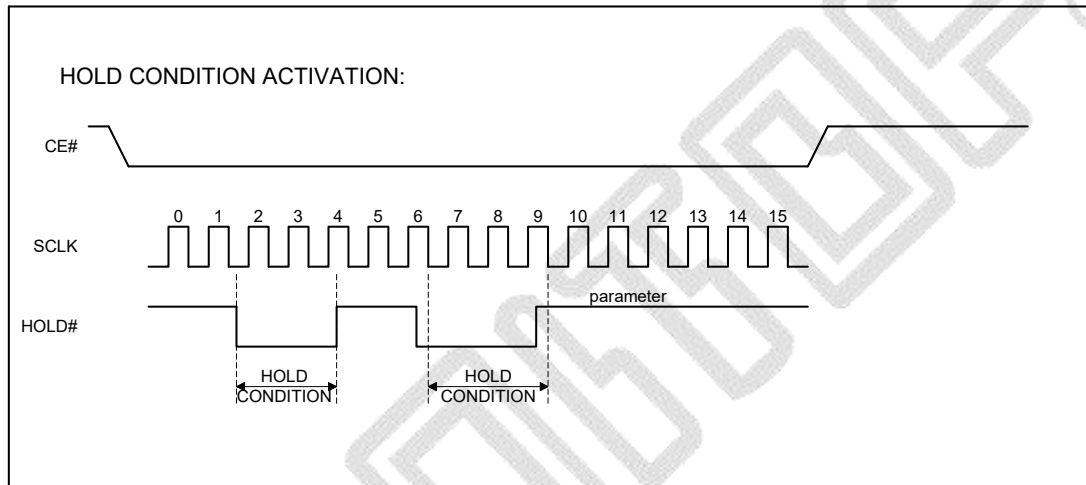 HOLD CONDITION ACTIVATION:
CE#
0 1 2 3 4 5 6 7 8 9 10 11 12 13 14 15
SCLK
parameter
HOLD#
HOLD HOLD
CONDITION CONDITION